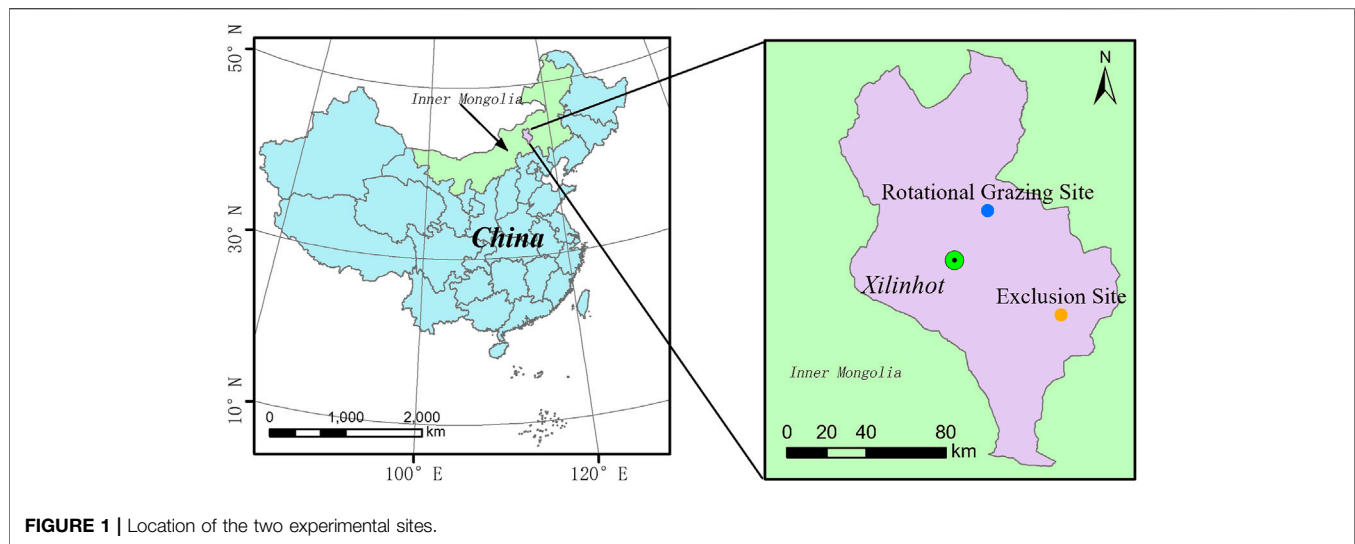 50° N
30° N
10° N
Inner Mongolia
China
0 1,000 2,000
km
100° E 120° E
N
Rotational Grazing Site
Xilinhot
Exclusion Site
Inner Mongolia
0 20 40 80
km
FIGURE 1 | Location of the two experimental sites.